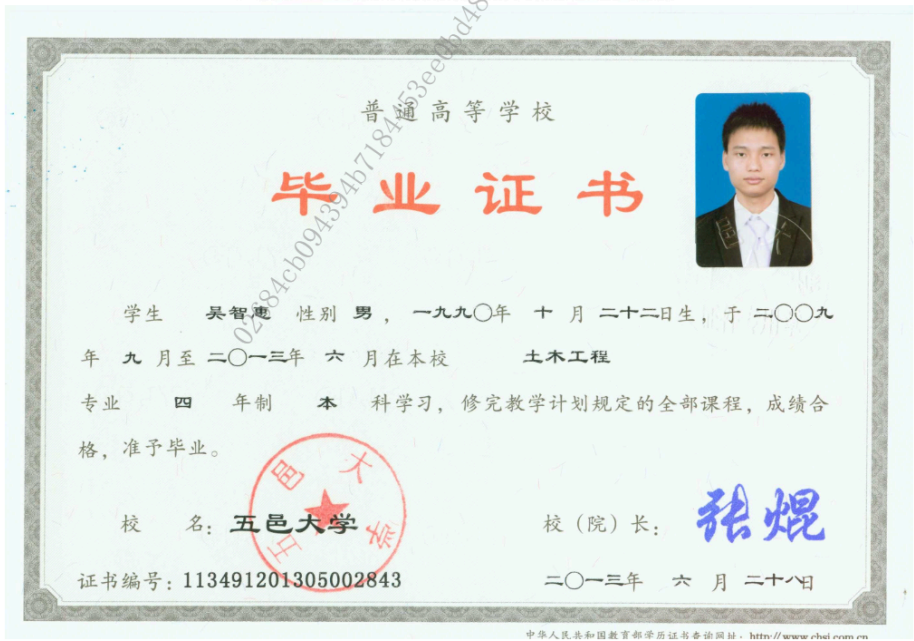 普通高等学校
毕业证书
学生 吴智惠 性别 男 ，一九九〇年 十 月 二十二日生，于 二〇〇九
年 九 月至 二〇一三年 六 月在本校 土木工程
专业 四 年制 本 科学习，修完教学计划规定的全部课程，成绩合
格，准予毕业。
五邑大学
校 名：五邑大学 校（院）长：张焜
证书编号：113491201305002843 二〇一三年 六 月 二十八日
中华人民共和国教育部学历证书查询网址：http://www.chsi.com.cn